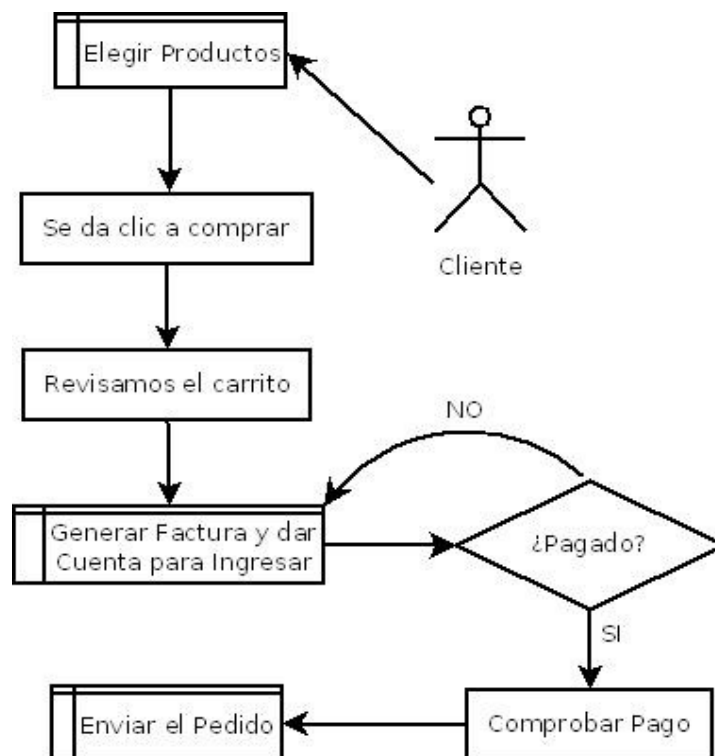 Elegir Productos
Se da clic a comprar
Cliente
Revisamos el carrito
NO
Generar Factura y dar
Cuenta para Ingresar
¿Pagado?
SI
Enviar el Pedido
Comprobar Pago